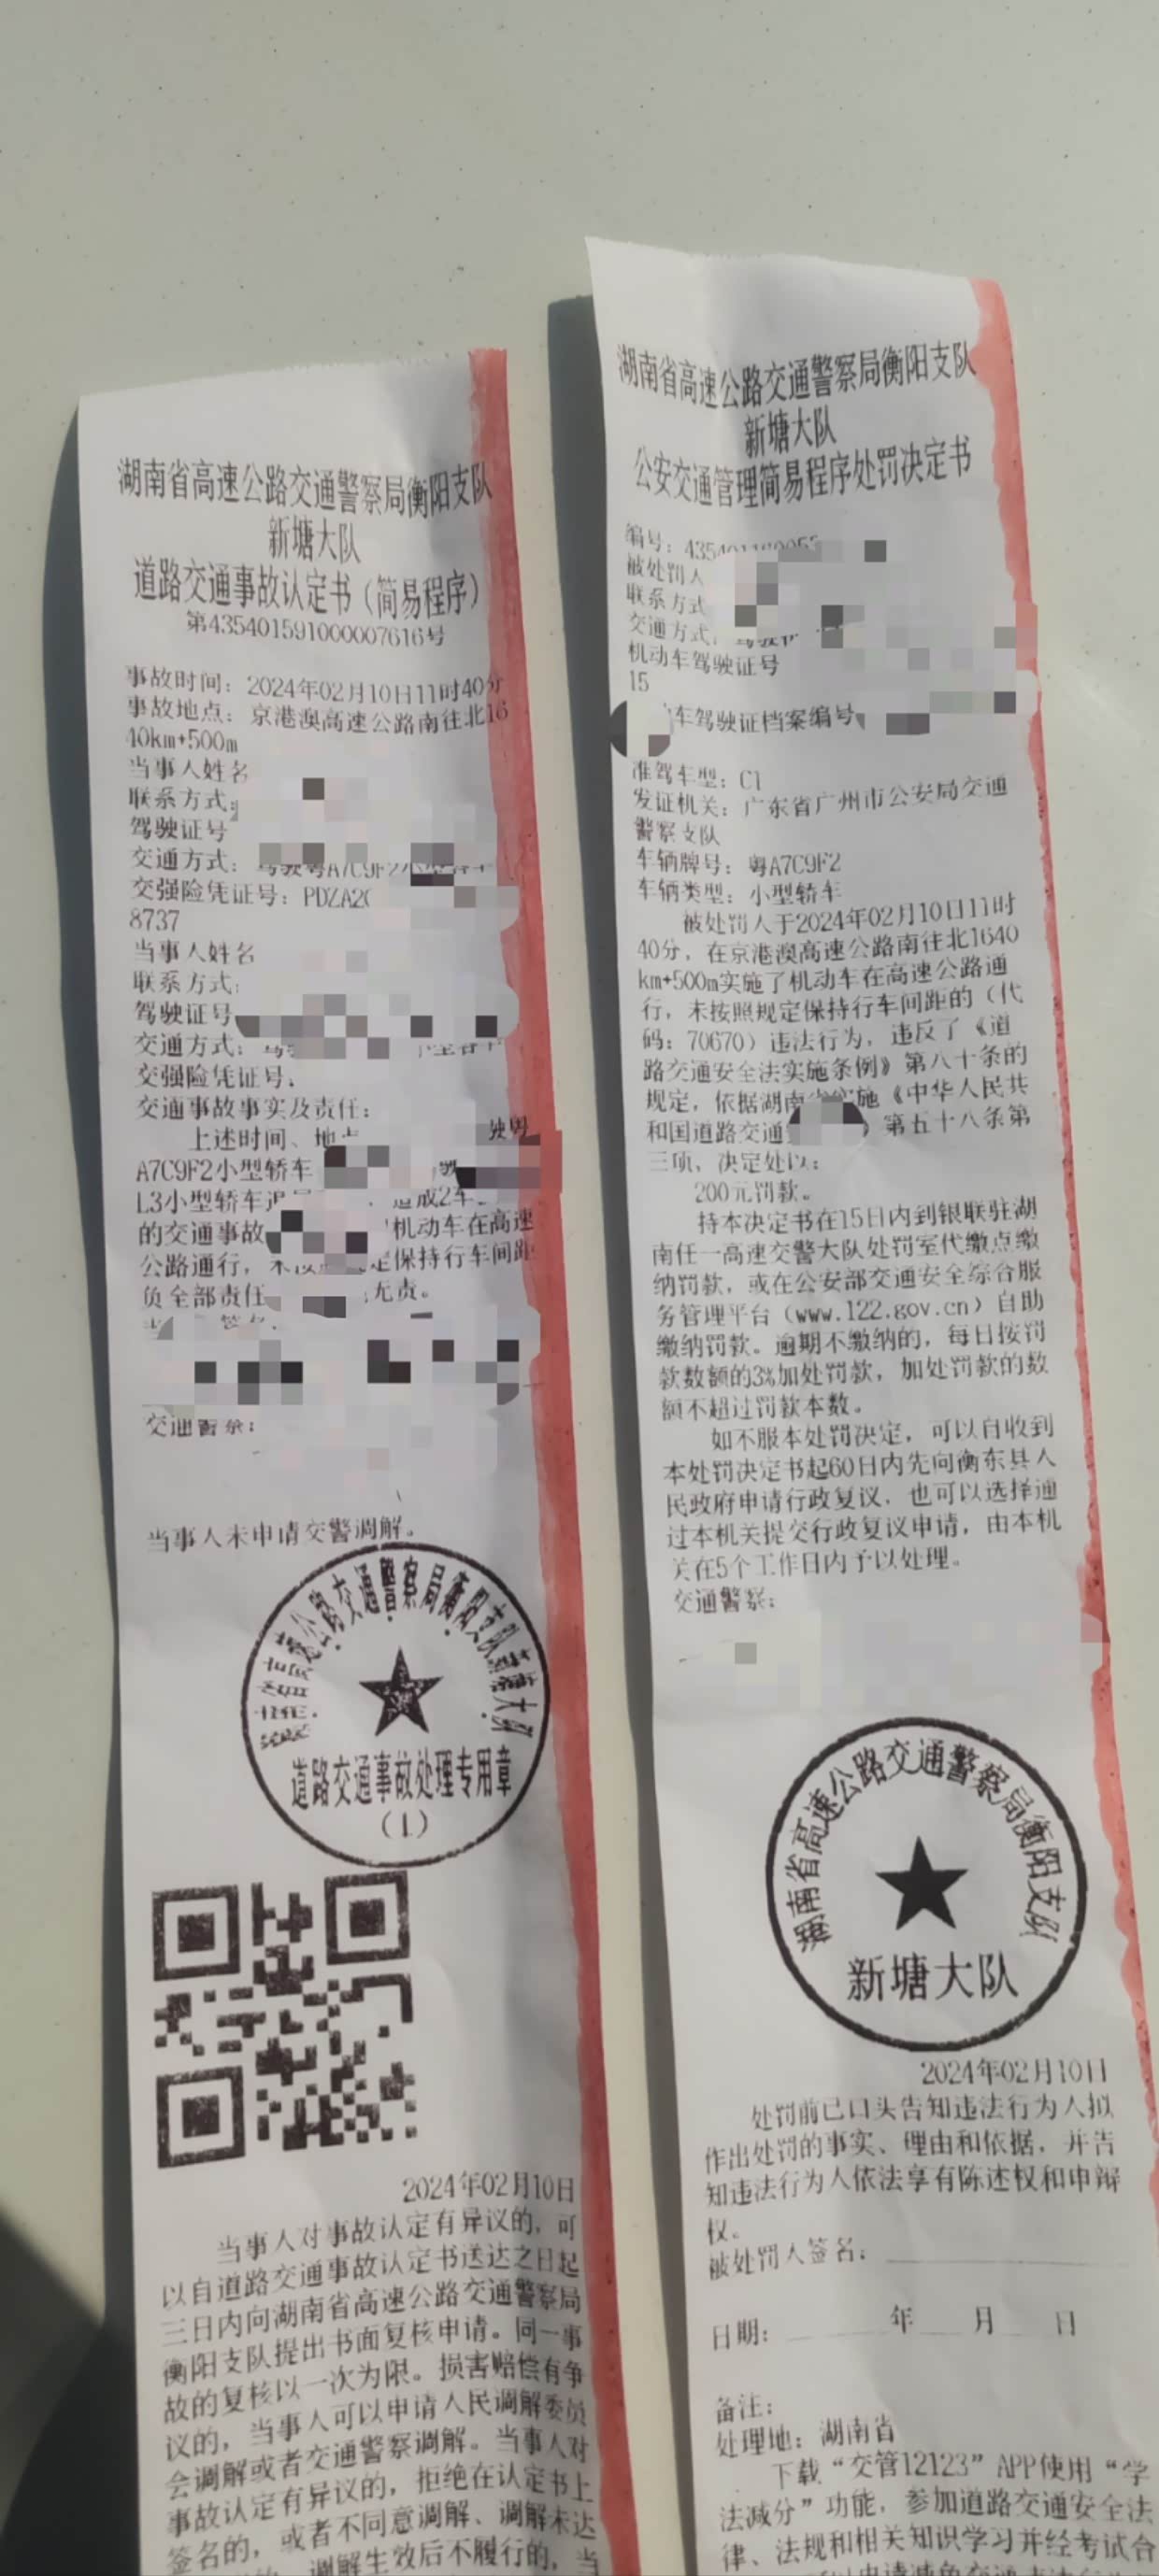 湖南省高速公路交通警察局衡阳支队
新塘大队
道路交通事故认定书（简易程序）
第4354015910000007616号
事故时间：2024年02月10日11时40分
事故地点：京港澳高速公路南往北16
40km+500m
当事人姓名
联系方式：
驾驶证号
交通方式：驾驶粤A7C9F2小型轿车
交强险凭证号：PDZA20
8737
当事人姓名
联系方式：
驾驶证号
交通方式：
交强险凭证号：
交通事故事实及责任：
上述时间、地点
驶粤
A7C9F2小型轿车
L3小型轿车 造成2车
的交通事故 机动车在高速
公路通行， 保持行车间距
负全部责任 无责。
交通警察：
当事人未申请交警调解。
道路交通事故处理专用章
（1）
2024年02月10日
当事人对事故认定有异议的，可
以自道路交通事故认定书送达之日起
三日内向湖南省高速公路交通警察局
衡阳支队提出书面复核申请。同一事
故的复核以一次为限。损害赔偿有争
议的，当事人可以申请人民调解委员
会调解或者交通警察调解。当事人对
事故认定有异议的，拒绝在认定书上
签名的，或者不同意调解、调解未达
调解生效后不履行的，当
湖南省高速公路交通警察局衡阳支队
新塘大队
公安交通管理简易程序处罚决定书
编号：435401
被处罚人
联系方式
交通方式：
机动车驾驶证号
15
车驾驶证档案编号
准驾车型：C1
发证机关：广东省广州市公安局交通
警察支队
车辆牌号：粤A7C9F2
车辆类型：小型轿车
被处罚人于2024年02月10日11时
40分，在京港澳高速公路南往北1640
km+500m实施了机动车在高速公路通
行，未按照规定保持行车间距的（代
码：70670）违法行为，违反了《道
路交通安全法实施条例》第八十条的
规定，依据湖南省实施《中华人民共
和国道路交通 》第五十八条第
三项，决定处以：
200元罚款。
持本决定书在15日内到银联驻湖
南任一高速交警大队处罚室代缴点缴
纳罚款，或在公安部交通安全综合服
务管理平台（www.122.gov.cn）自助
缴纳罚款。逾期不缴纳的，每日按罚
款数额的3%加处罚款，加处罚款的数
额不超过罚款本数。
如不服本处罚决定，可以自收到
本处罚决定书起60日内先向衡东县人
民政府申请行政复议，也可以选择通
过本机关提交行政复议申请，由本机
关在5个工作日内予以处理。
交通警察：
湖南省高速公路交通警察局衡阳支队
新塘大队
2024年02月10日
处罚前已口头告知违法行为人拟
作出处罚的事实、理由和依据，并告
知违法行为人依法享有陈述权和申辩
权。
被处罚人签名：
日期： 年 月 日
备注：
处理地：湖南省
下载“交管12123”APP使用“学
法减分”功能，参加道路交通安全法
律、法规和相关知识学习并经考试合